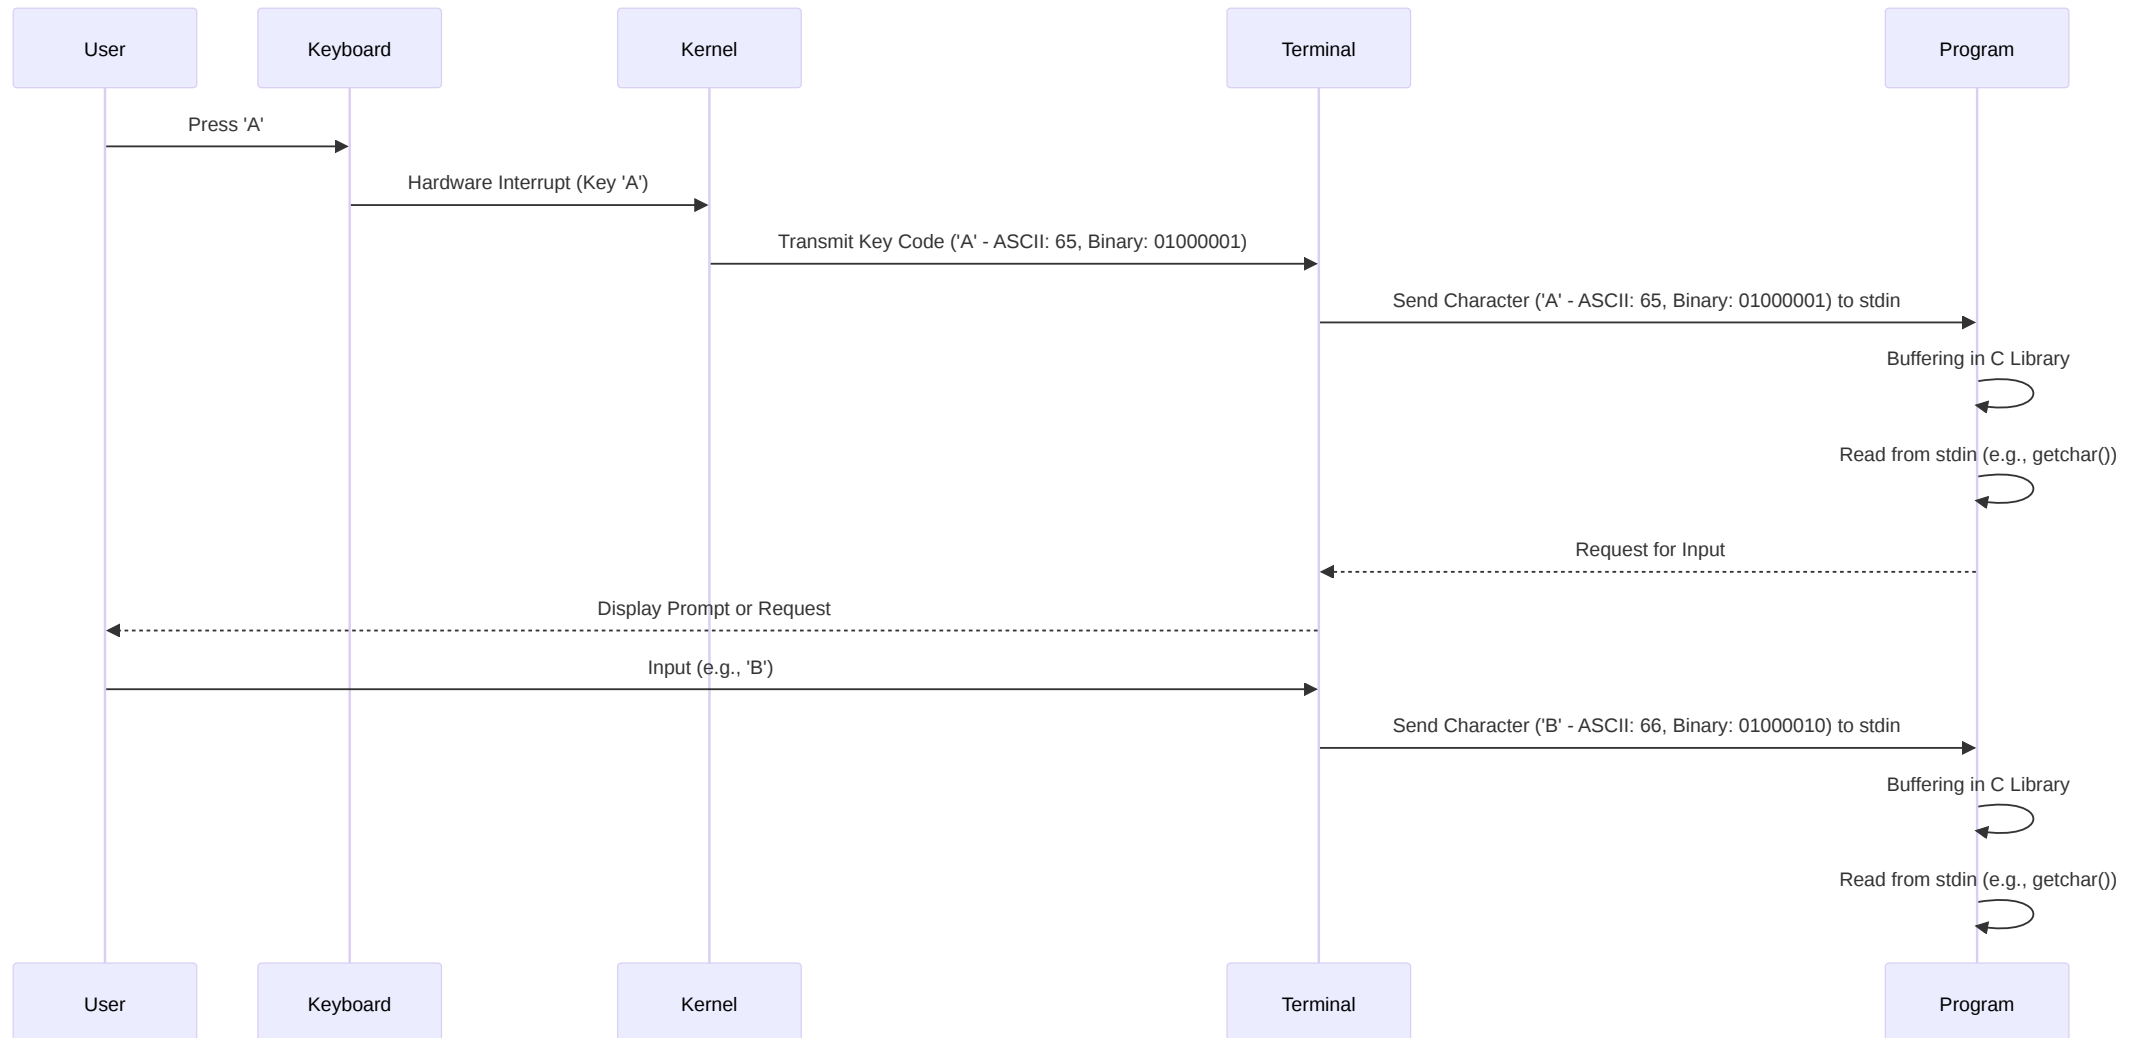 User
Keyboard
Kernel
Terminal
Program
Press 'A'
Hardware Interrupt (Key 'A')
Transmit Key Code ('A' - ASCII: 65, Binary: 01000001)
Send Character ('A' - ASCII: 65, Binary: 01000001) to stdin
Buffering in C Library
Read from stdin (e.g., getchar())
Request for Input
Display Prompt or Request
Input (e.g., 'B')
Send Character ('B' - ASCII: 66, Binary: 01000010) to stdin
Buffering in C Library
Read from stdin (e.g., getchar())
User
Keyboard
Kernel
Terminal
Program